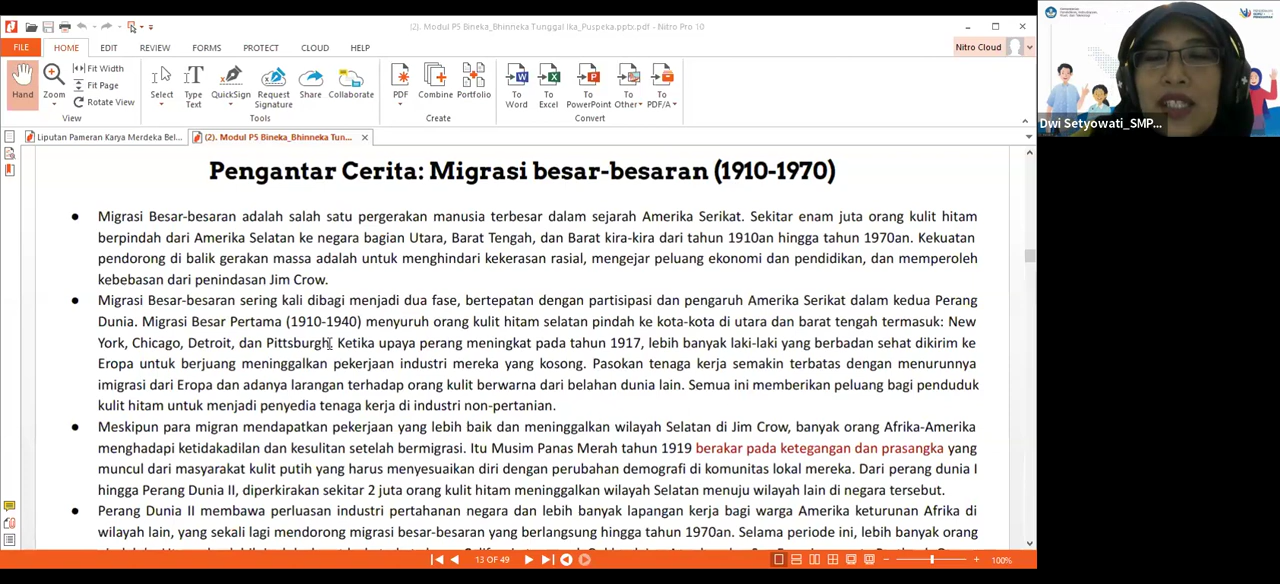 (2). Modul P5 Bineka_Bhinneka Tunggal Ika_Puspeka.pptx.pdf - Nitro Pro 10
FILE HOME EDIT REVIEW FORMS PROTECT CLOUD HELP
Nitro Cloud
Hand Zoom Fit Width Fit Page Rotate View View
Select Type Text QuickSign Request Signature Share Collaborate Tools
PDF Combine Portfolio Create
To Word To Excel To PowerPoint To Other To PDF/A Convert
Liputan Pameran Karya Merdeka Bel... (2). Modul P5 Bineka_Bhinneka Tun...
Dwi Setyowati_SMP...
Pengantar Cerita: Migrasi besar-besaran (1910-1970)
● Migrasi Besar-besaran adalah salah satu pergerakan manusia terbesar dalam sejarah Amerika Serikat. Sekitar enam juta orang kulit hitam
berpindah dari Amerika Selatan ke negara bagian Utara, Barat Tengah, dan Barat kira-kira dari tahun 1910an hingga tahun 1970an. Kekuatan
pendorong di balik gerakan massa adalah untuk menghindari kekerasan rasial, mengejar peluang ekonomi dan pendidikan, dan memperoleh
kebebasan dari penindasan Jim Crow.
● Migrasi Besar-besaran sering kali dibagi menjadi dua fase, bertepatan dengan partisipasi dan pengaruh Amerika Serikat dalam kedua Perang
Dunia. Migrasi Besar Pertama (1910-1940) menyuruh orang kulit hitam selatan pindah ke kota-kota di utara dan barat tengah termasuk: New
York, Chicago, Detroit, dan Pittsburgh. Ketika upaya perang meningkat pada tahun 1917, lebih banyak laki-laki yang berbadan sehat dikirim ke
Eropa untuk berjuang meninggalkan pekerjaan industri mereka yang kosong. Pasokan tenaga kerja semakin terbatas dengan menurunnya
imigrasi dari Eropa dan adanya larangan terhadap orang kulit berwarna dari belahan dunia lain. Semua ini memberikan peluang bagi penduduk
kulit hitam untuk menjadi penyedia tenaga kerja di industri non-pertanian.
● Meskipun para migran mendapatkan pekerjaan yang lebih baik dan meninggalkan wilayah Selatan di Jim Crow, banyak orang Afrika-Amerika
menghadapi ketidakadilan dan kesulitan setelah bermigrasi. Itu Musim Panas Merah tahun 1919 berakar pada ketegangan dan prasangka yang
muncul dari masyarakat kulit putih yang harus menyesuaikan diri dengan perubahan demografi di komunitas lokal mereka. Dari perang dunia I
hingga Perang Dunia II, diperkirakan sekitar 2 juta orang kulit hitam meninggalkan wilayah Selatan menuju wilayah lain di negara tersebut.
● Perang Dunia II membawa perluasan industri pertahanan negara dan lebih banyak lapangan kerja bagi warga Amerika keturunan Afrika di
wilayah lain, yang sekali lagi mendorong migrasi besar-besaran yang berlangsung hingga tahun 1970an. Selama periode ini, lebih banyak orang
13 OF 49
100%